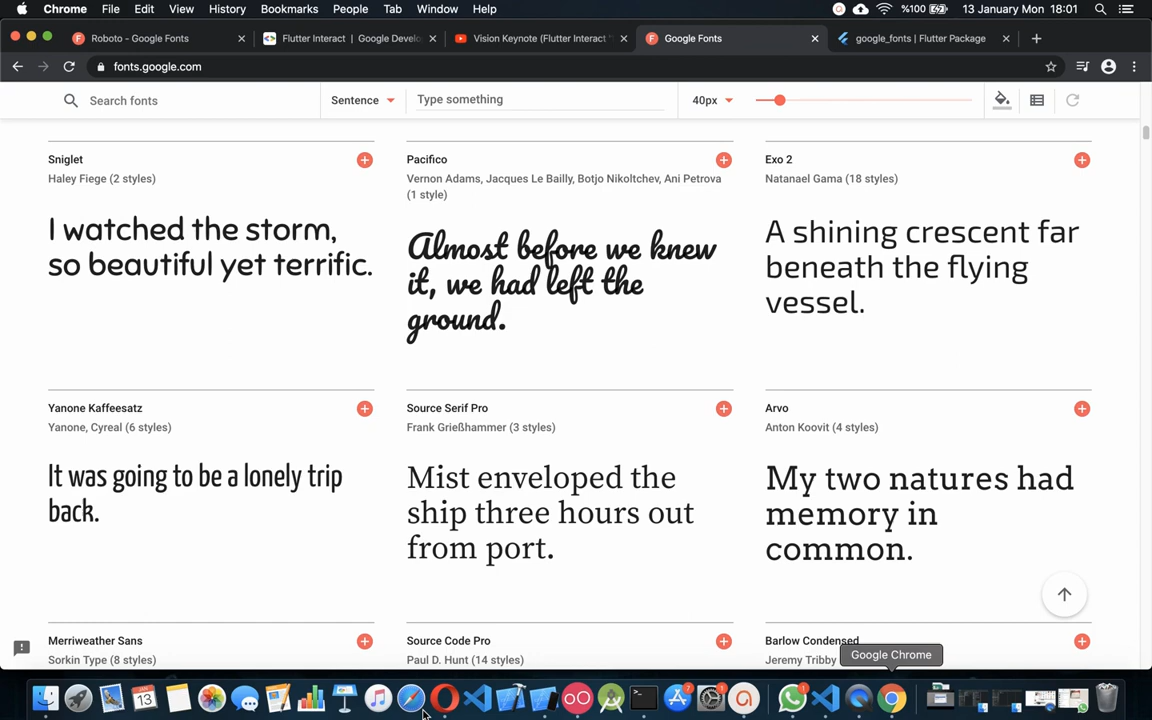 Chrome File Edit View History Bookmarks People Tab Window Help %100 13 January Mon 18:01
Roboto - Google Fonts Flutter Interact | Google Develo Vision Keynote (Flutter Interact ' Google Fonts google_fonts | Flutter Package
fonts.google.com
Search fonts Sentence Type something 40px
Sniglet
Haley Fiege (2 styles)
I watched the storm,
so beautiful yet terrific.
Pacifico
Vernon Adams, Jacques Le Bailly, Botjo Nikoltchev, Ani Petrova
(1 style)
Almost before we knew
it, we had left the
ground.
Exo 2
Natanael Gama (18 styles)
A shining crescent far
beneath the flying
vessel.
Yanone Kaffeesatz
Yanone, Cyreal (6 styles)
It was going to be a lonely trip
back.
Source Serif Pro
Frank Grießhammer (3 styles)
Mist enveloped the
ship three hours out
from port.
Arvo
Anton Koovit (4 styles)
My two natures had
memory in
common.
Merriweather Sans
Sorkin Type (8 styles)
Source Code Pro
Paul D. Hunt (14 styles)
Barlow Condensed
Jeremy Tribby
Google Chrome